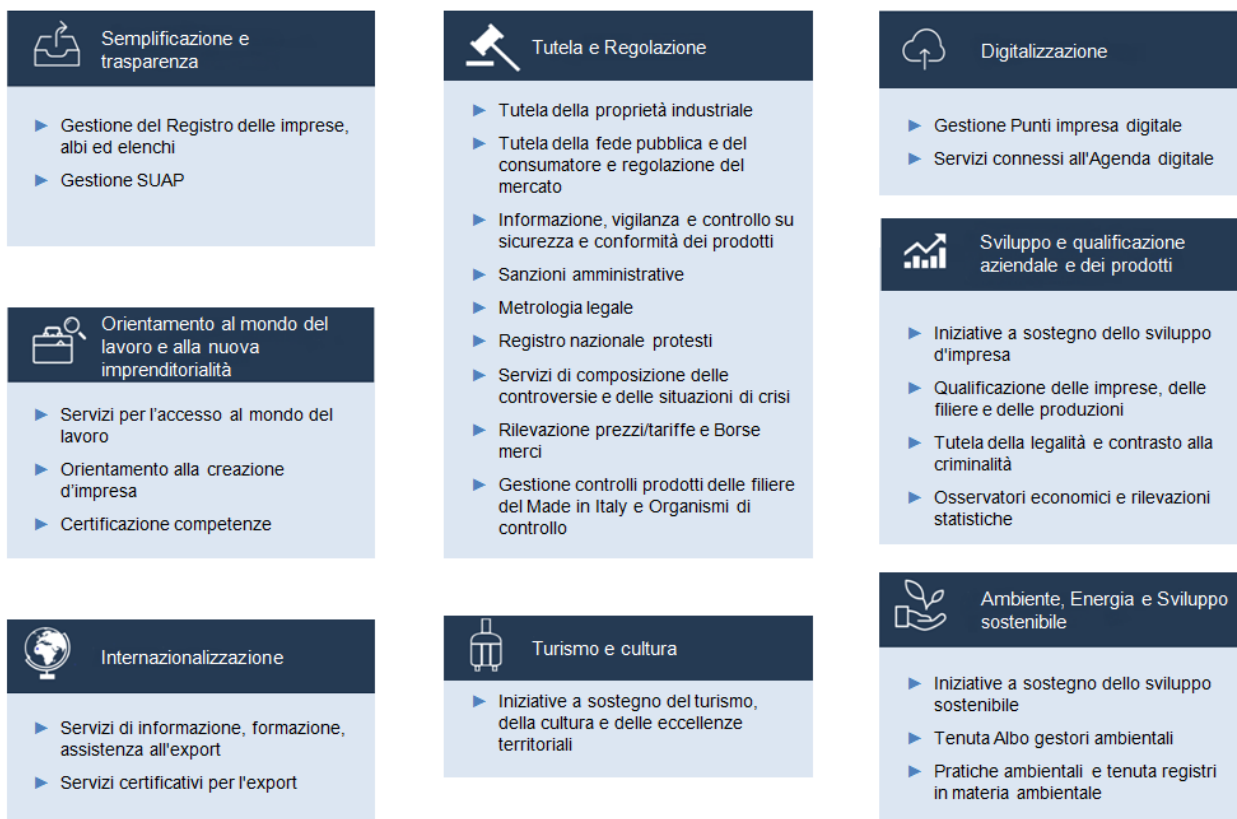 Semplificazione e
trasparenza
Gestione del Registro delle imprese,
albi ed elenchi
Gestione SUAP
Orientamento al mondo del
lavoro e alla nuova
imprenditorialità
Servizi per l’accesso al mondo del
lavoro
Orientamento alla creazione
d’impresa
Certificazione competenze
Internazionalizzazione
Servizi di informazione, formazione,
assistenza all'export
Servizi certificativi per l'export
Tutela e Regolazione
Tutela della proprietà industriale
Tutela della fede pubblica e del
consumatore e regolazione del
mercato
Informazione, vigilanza e controllo su
sicurezza e conformità dei prodotti
Sanzioni amministrative
Metrologia legale
Registro nazionale protesti
Servizi di composizione delle
controversie e delle situazioni di crisi
Rilevazione prezzi/tariffe e Borse
merci
Gestione controlli prodotti delle filiere
del Made in Italy e Organismi di
controllo
Turismo e cultura
Iniziative a sostegno del turismo,
della cultura e delle eccellenze
territoriali
Digitalizzazione
Gestione Punti impresa digitale
Servizi connessi all'Agenda digitale
Sviluppo e qualificazione
aziendale e dei prodotti
Iniziative a sostegno dello sviluppo
d'impresa
Qualificazione delle imprese, delle
filiere e delle produzioni
Tutela della legalità e contrasto alla
criminalità
Osservatori economici e rilevazioni
statistiche
Ambiente, Energia e Sviluppo
sostenibile
Iniziative a sostegno dello sviluppo
sostenibile
Tenuta Albo gestori ambientali
Pratiche ambientali e tenuta registri
in materia ambientale